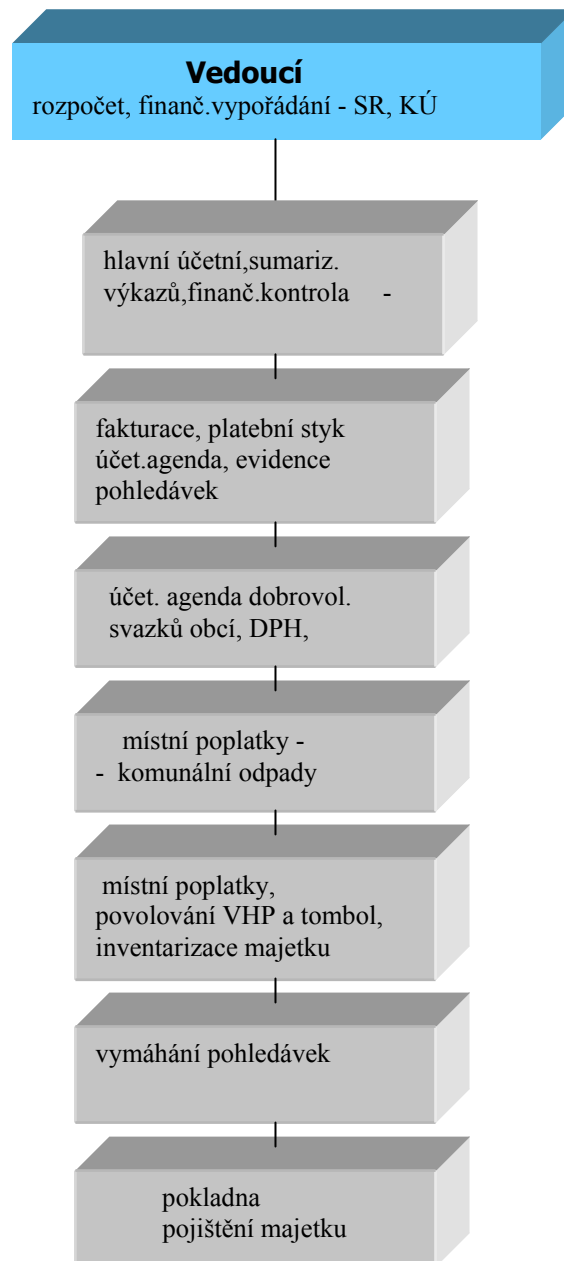 Vedoucí
rozpočet, finanč.vypořádání - SR, KÚ
hlavní účetní,sumariz.
výkazů,finanč.kontrola -
fakturace, platební styk
účet.agenda, evidence
pohledávek
účet. agenda dobrovol.
svazků obcí, DPH,
místní poplatky -
- komunální odpady
místní poplatky,
povolování VHP a tombol,
inventarizace majetku
vymáhání pohledávek
pokladna
pojištění majetku